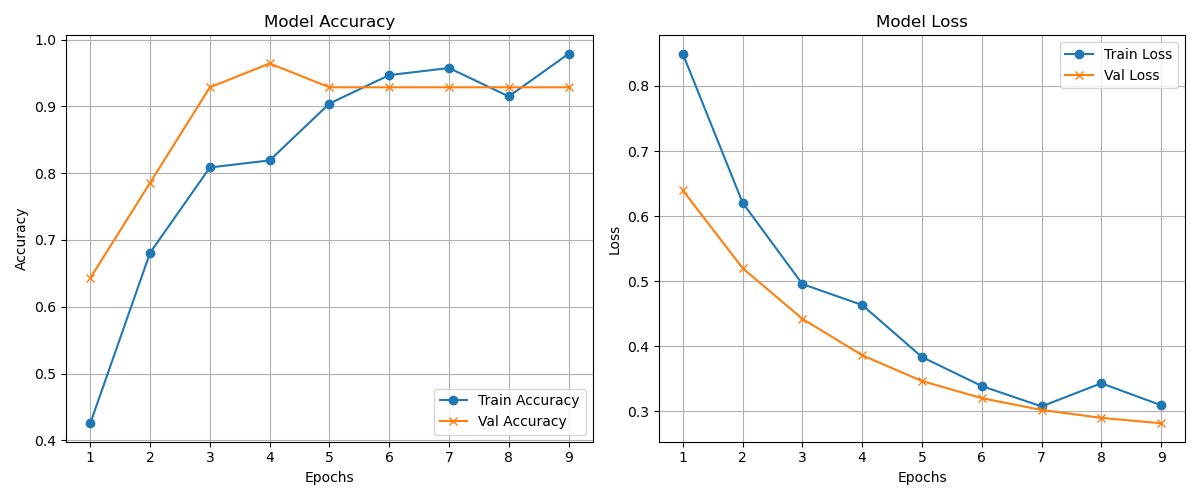 Model Accuracy
1.0
0.9
0.8
0.7
0.6
0.5
0.4
Accuracy
1 2 3 4 5 6 7 8 9
Epochs
Train Accuracy
Val Accuracy
Model Loss
0.8
0.7
0.6
0.5
0.4
0.3
Loss
1 2 3 4 5 6 7 8 9
Epochs
Train Loss
Val Loss